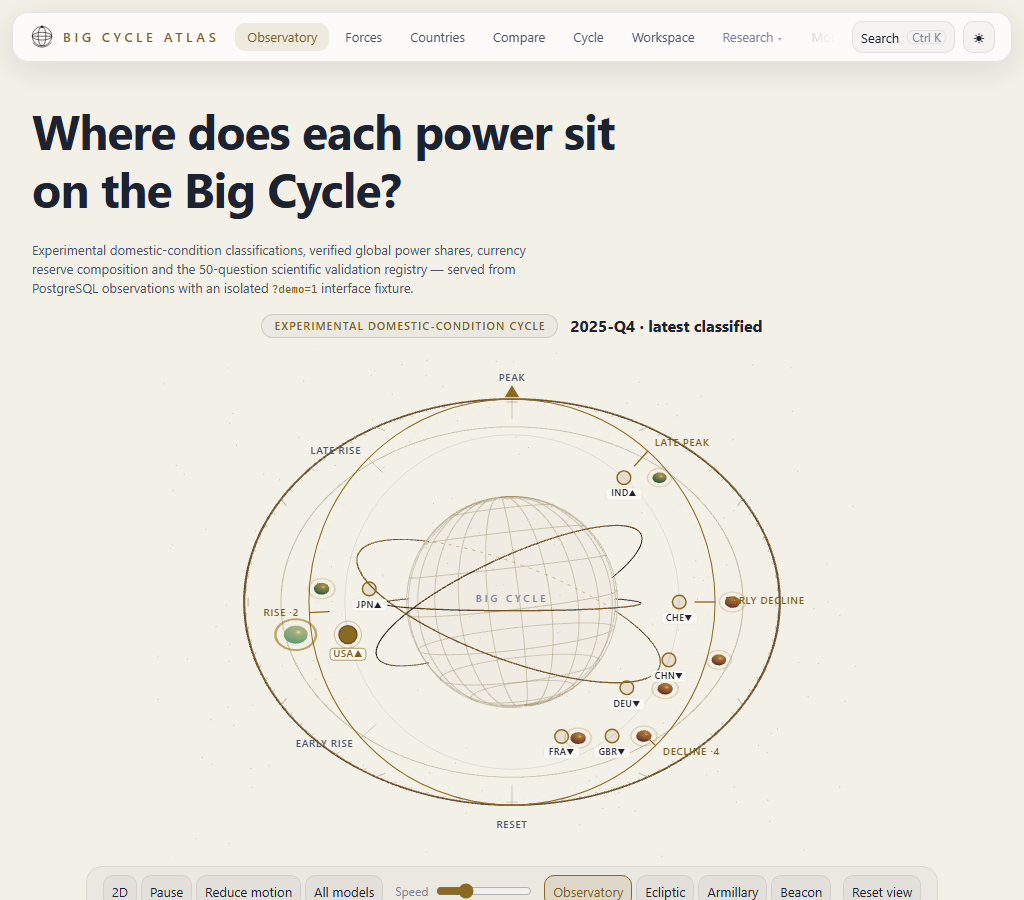 BIG CYCLE ATLAS
Observatory
Forces
Countries
Compare
Cycle
Workspace
Research
Search
Ctrl K
Where does each power sit
on the Big Cycle?
Experimental domestic-condition classifications, verified global power shares, currency
reserve composition and the 50-question scientific validation registry — served from
PostgreSQL observations with an isolated ?demo=1 interface fixture.
EXPERIMENTAL DOMESTIC-CONDITION CYCLE
2025-Q4 · latest classified
PEAK
LATE RISE
LATE PEAK
IND▲
BIG CYCLE
JPN▲
RISE ·2
EARLY DECLINE
CHE▼
USA▲
CHN▼
DEU▼
EARLY RISE
FRA▼
GBR▼
DECLINE ·4
RESET
2D
Pause
Reduce motion
All models
Speed
Observatory
Ecliptic
Armillary
Beacon
Reset view